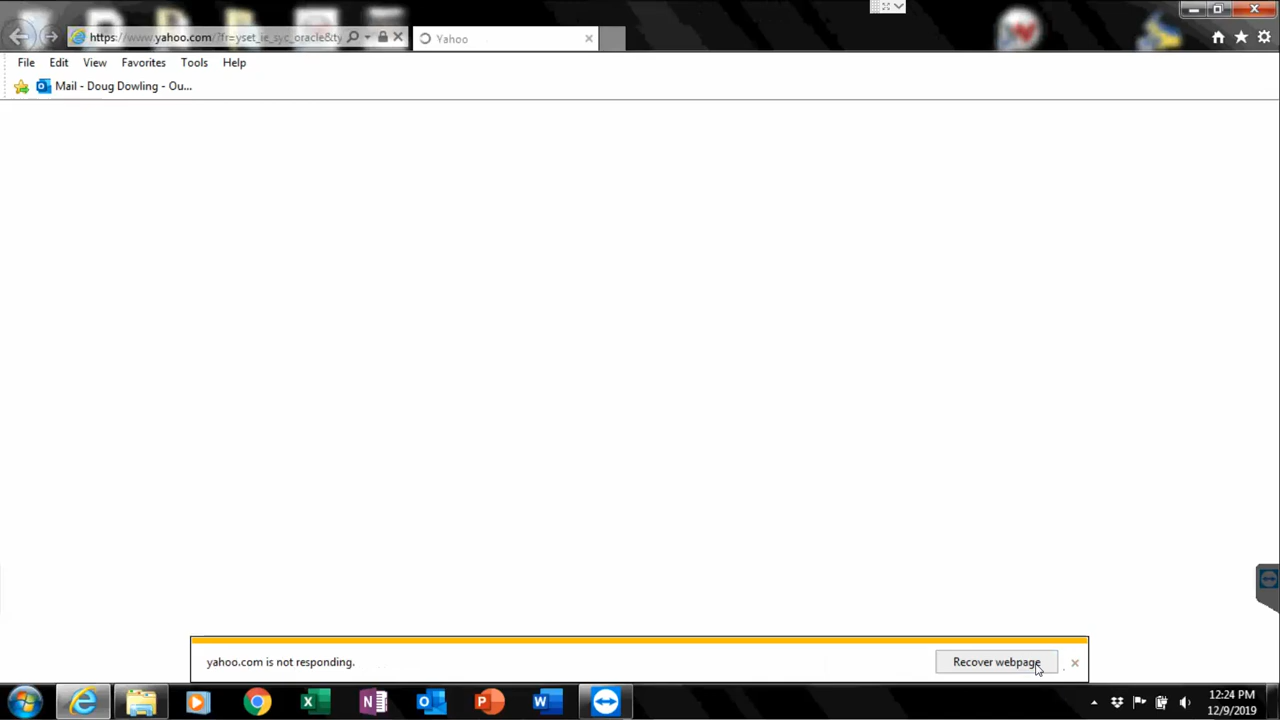 https://www.yahoo.com/?fr=yset_ie_syc_oracle&ty
Yahoo
File Edit View Favorites Tools Help
Mail - Doug Dowling - Ou...
yahoo.com is not responding.
Recover webpage
12:24 PM
12/9/2019